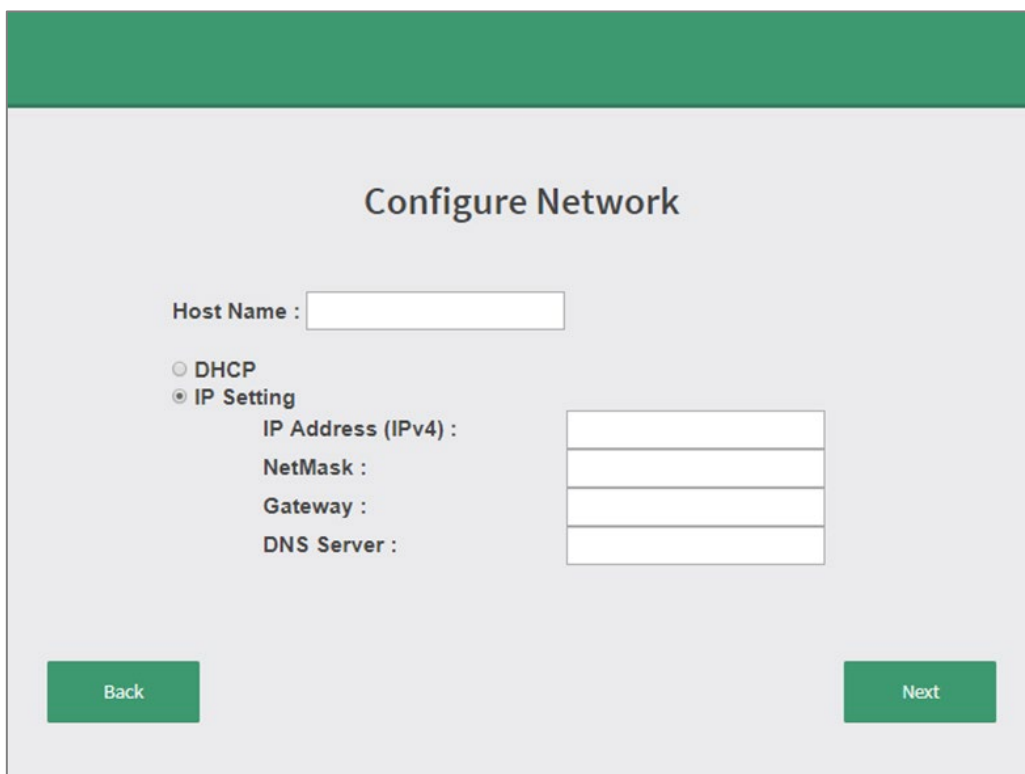 Configure Network
Host Name :
DHCP
IP Setting
IP Address (IPv4) :
NetMask :
Gateway :
DNS Server :
Back
Next